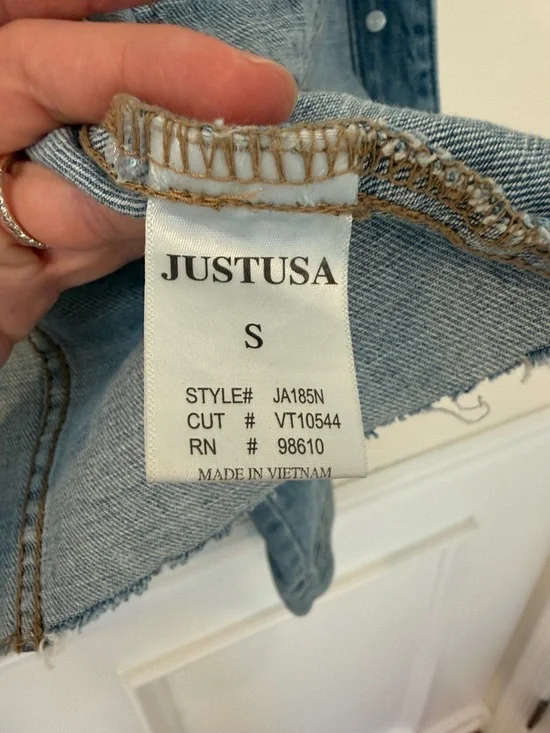 JUSTUSA
S
STYLE# JA185N
CUT # VT10544
RN # 98610
MADE IN VIETNAM